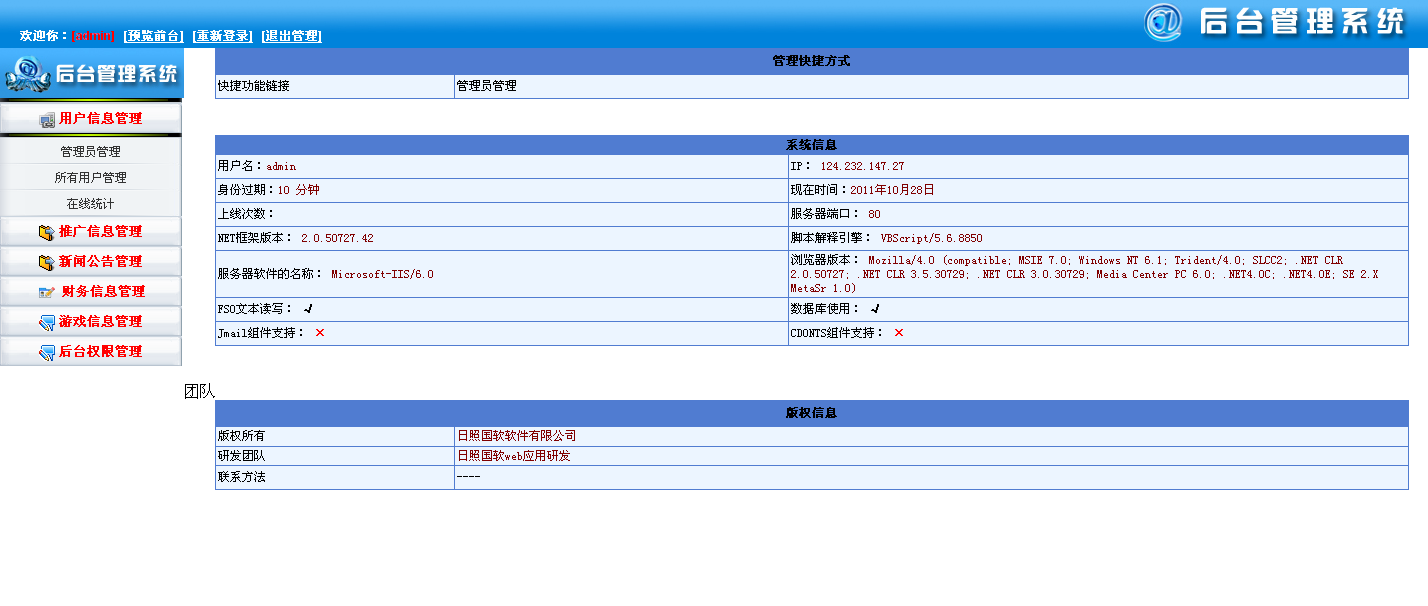 后台管理系统
欢迎你：[admin] [预览前台] [重新登录] [退出管理]
后台管理系统
用户信息管理
管理员管理
所有用户管理
在线统计
推广信息管理
新闻公告管理
财务信息管理
游戏信息管理
后台权限管理
管理快捷方式
快捷功能链接 管理员管理
系统信息
用户名：admin IP： 124.232.147.27
身份过期：10 分钟 现在时间：2011年10月28日
上线次数： 服务器端口： 80
NET框架版本： 2.0.50727.42 脚本解释引擎： VBScript/5.6.8850
服务器软件的名称： Microsoft-IIS/6.0
浏览器版本： Mozilla/4.0 (compatible; MSIE 7.0; Windows NT 6.1; Trident/4.0; SLCC2; .NET CLR
2.0.50727; .NET CLR 3.5.30729; .NET CLR 3.0.30729; Media Center PC 6.0; .NET4.0C; .NET4.0E; SE 2.X
MetaSr 1.0)
FSO文本读写： √ 数据库使用： √
Jmail组件支持： × CDONTS组件支持： ×
团队
版权信息
版权所有 日照国软软件有限公司
研发团队 日照国软web应用研发
联系方法 ----